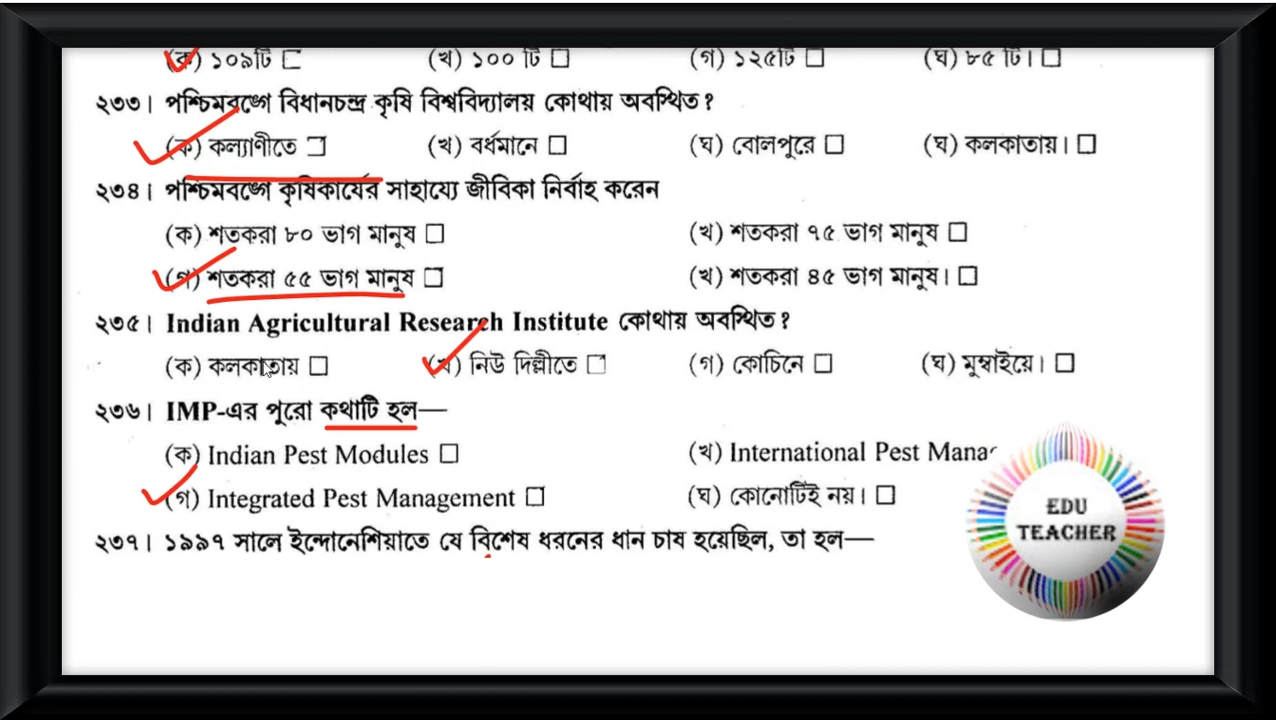 (ক) ১০৯টি □ (খ) ১০০ টি □ (গ) ১২৫টি □ (ঘ) ৮৫ টি। □
২৩৩। পশ্চিমবঙ্গে বিধানচন্দ্র কৃষি বিশ্ববিদ্যালয় কোথায় অবস্থিত?
(ক) কল্যাণীতে □ (খ) বর্ধমানে □ (ঘ) বোলপুরে □ (ঘ) কলকাতায়। □
২৩৪। পশ্চিমবঙ্গে কৃষিকার্যের সাহায্যে জীবিকা নির্বাহ করেন
(ক) শতকরা ৮০ ভাগ মানুষ □ (খ) শতকরা ৭৫ ভাগ মানুষ □
(গ) শতকরা ৫৫ ভাগ মানুষ □ (খ) শতকরা ৪৫ ভাগ মানুষ। □
২৩৫। Indian Agricultural Research Institute কোথায় অবস্থিত?
(ক) কলকাতায় □ (খ) নিউ দিল্লীতে □ (গ) কোচিনে □ (ঘ) মুম্বাইয়ে। □
২৩৬। IMP-এর পুরো কথাটি হল—
(ক) Indian Pest Modules □ (খ) International Pest Mana
(গ) Integrated Pest Management □ (ঘ) কোনোটিই নয়। □
২৩৭। ১৯৯৭ সালে ইন্দোনেশিয়াতে যে বিশেষ ধরনের ধান চাষ হয়েছিল, তা হল—
EDU
TEACHER